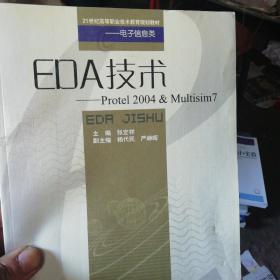 21世纪高等职业技术教育规划教材
——电子信息类
EDA技术
——Protel 2004 & Multisim7
EDA JISHU
主编 张定祥
副主编 杨代民 严峥晖